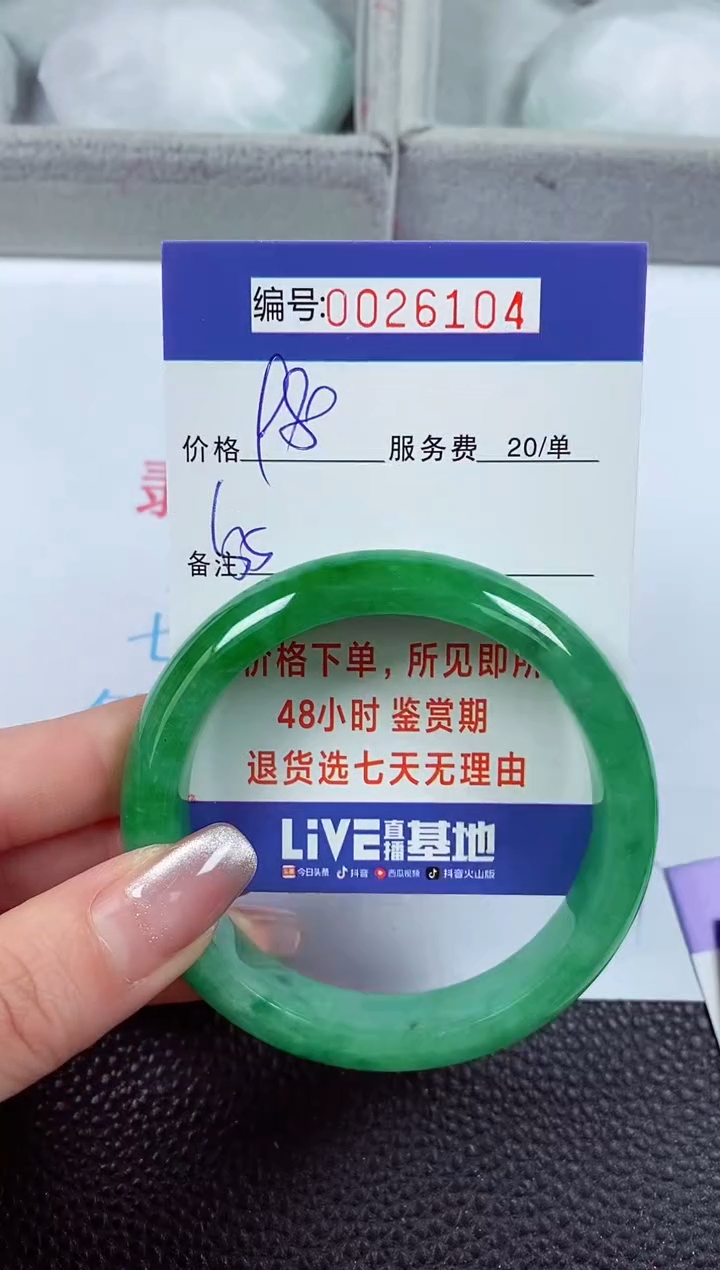 编号:0026104
价格 198 服务费 20/单
备注
价格下单，所见即所
48小时 鉴赏期
退货选七天无理由
LiVE直播基地
今日头条 抖音 西瓜视频 抖音火山版
录
七